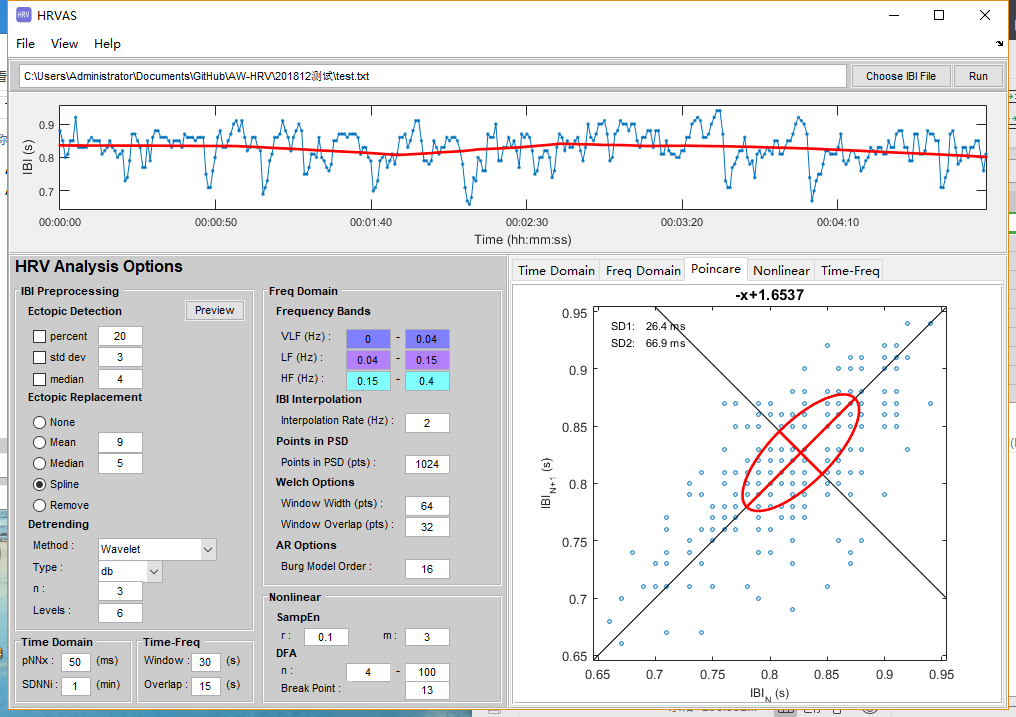 HRV HRVAS
File View Help
C:\Users\Administrator\Documents\GitHub\AW-HRV\201812测试\test.txt Choose IBI File Run
IBI (s)
0.9
0.8
0.7
00:00:00 00:00:50 00:01:40 00:02:30 00:03:20 00:04:10
Time (hh:mm:ss)
HRV Analysis Options
IBI Preprocessing
Ectopic Detection Preview
percent 20
std dev 3
median 4
Ectopic Replacement
None
Mean 9
Median 5
Spline
Remove
Detrending
Method : Wavelet
Type : db
n : 3
Levels : 6
Time Domain
pNNx : 50 (ms)
SDNNi : 1 (min)
Time-Freq
Window : 30 (s)
Overlap : 15 (s)
Freq Domain
Frequency Bands
VLF (Hz) : 0 - 0.04
LF (Hz) : 0.04 - 0.15
HF (Hz) : 0.15 - 0.4
IBI Interpolation
Interpolation Rate (Hz) : 2
Points in PSD
Points in PSD (pts) : 1024
Welch Options
Window Width (pts) : 64
Window Overlap (pts) : 32
AR Options
Burg Model Order : 16
Nonlinear
SampEn
r : 0.1 m : 3
DFA
n : 4 - 100
Break Point : 13
Time Domain Freq Domain Poincare Nonlinear Time-Freq
-x+1.6537
SD1: 26.4 ms
SD2: 66.9 ms
IBI N+1 (s)
0.95
0.9
0.85
0.8
0.75
0.7
0.65
0.65 0.7 0.75 0.8 0.85 0.9 0.95
IBI N (s)